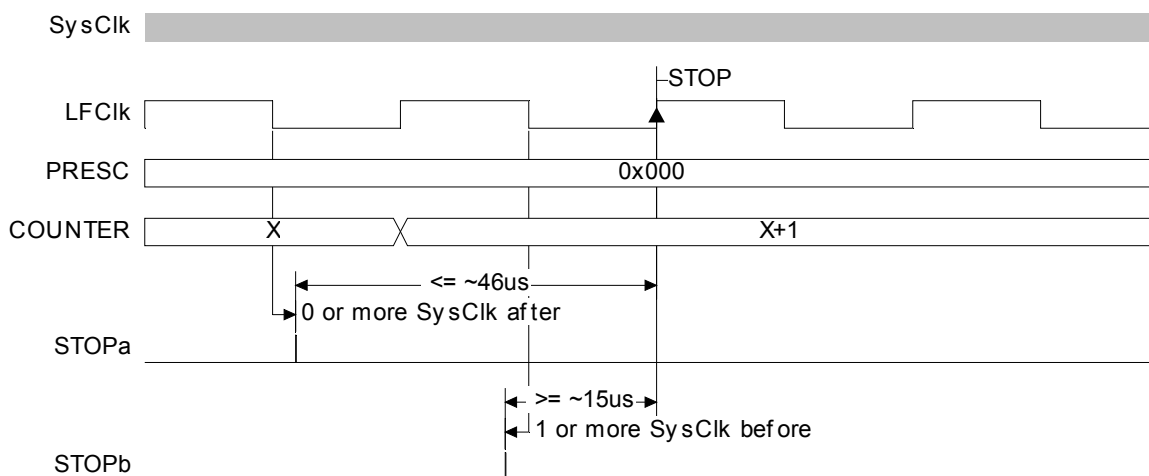 SysClk
STOP
LFClk
PRESC
0x000
COUNTER
X
X+1
<= ~46us
0 or more SysClk after
STOPa
>= ~15us
1 or more SysClk before
STOPb